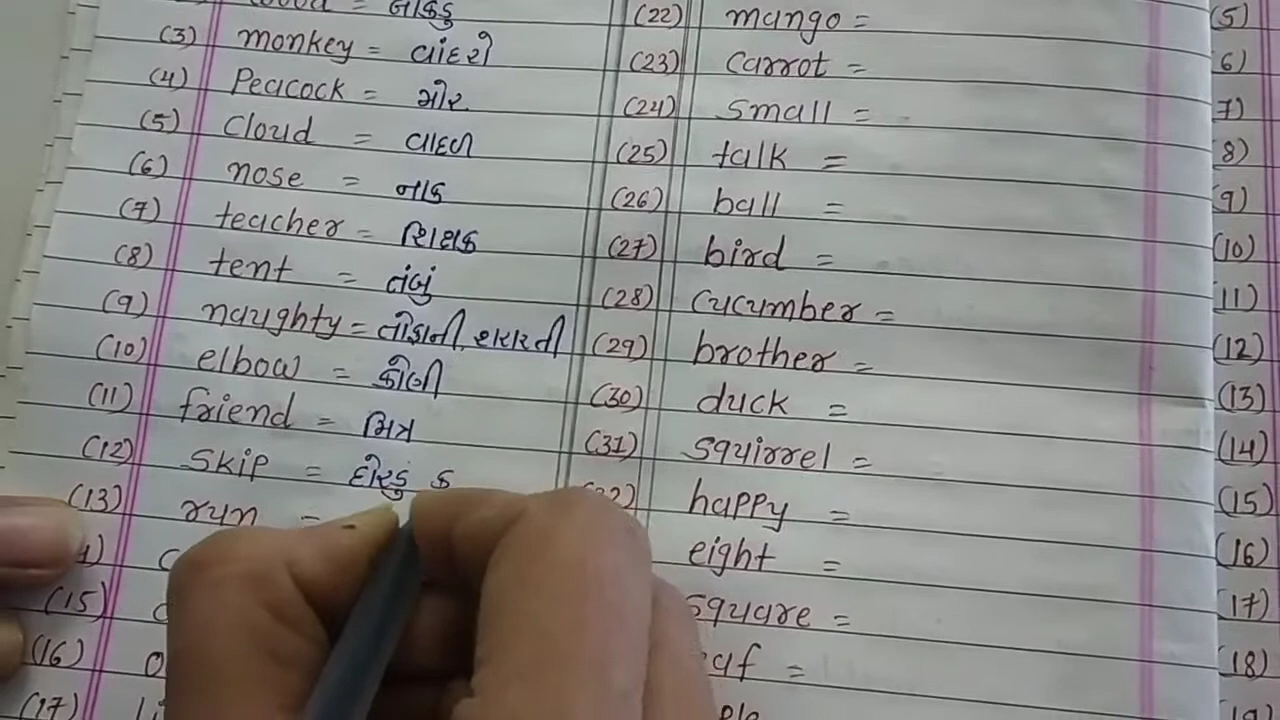 = લાકડું
(3) monkey = વાંદરો
(4) Peacock = મોર
(5) cloud = વાદળ
(6) nose = નાક
(7) teacher = શિક્ષક
(8) tent = તંબું
(9) naughty = તોફાની, શરારતી
(10) elbow = કોણી
(11) friend = મિત્ર
(12) Skip = દોરડું ક
(13) run =
(15)
(16)
(17)
(22) mango =
(23) carrot =
(24) small =
(25) talk =
(26) ball =
(27) bird =
(28) cucumber =
(29) brother =
(30) duck =
(31) squirrel =
happy =
eight =
square =
=
(5)
6)
7)
8)
9)
(10)
(11)
(12)
(13)
(14)
(15)
(16)
(17)
(18)